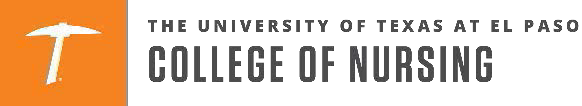 THE UNIVERSITY OF TEXAS AT EL PASO
COLLEGE OF NURSING